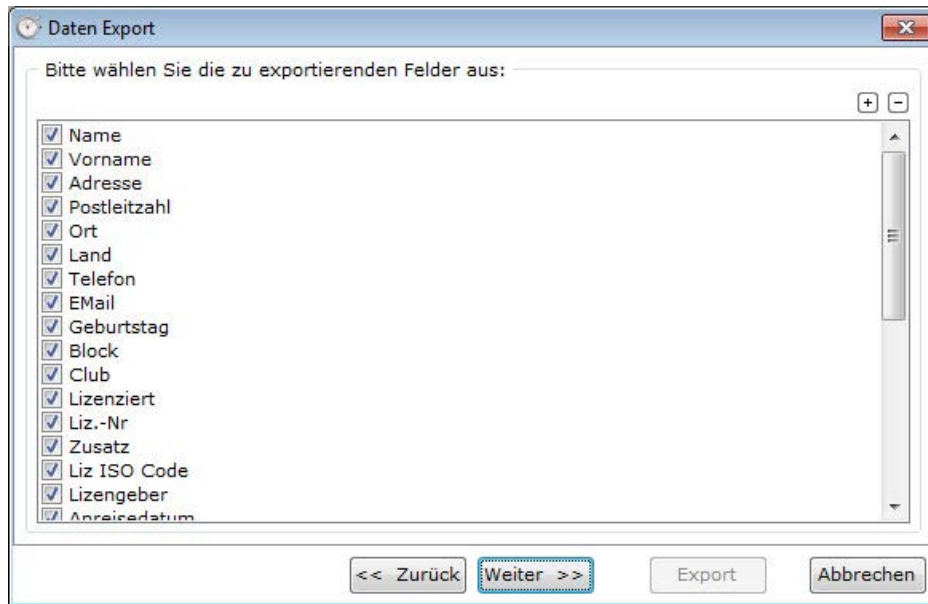 Daten Export
Bitte wählen Sie die zu exportierenden Felder aus:
Name
Vorname
Adresse
Postleitzahl
Ort
Land
Telefon
EMail
Geburtstag
Block
Club
Lizenziert
Liz.-Nr
Zusatz
Liz ISO Code
Lizengeber
Anreisedatum
<< Zurück Weiter >> Export Abbrechen